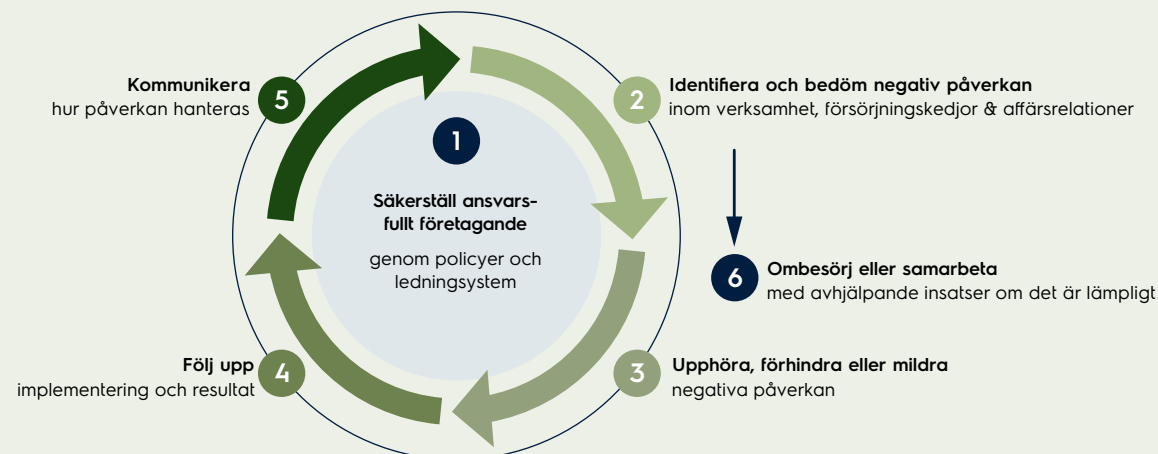 1
Säkerställ ansvars-
fullt företagande
genom policyer och
ledningsystem
2
Identifiera och bedöm negativ påverkan
inom verksamhet, försörjningskedjor & affärsrelationer
3
Upphöra, förhindra eller mildra
negativa påverkan
4
Följ upp
implementering och resultat
5
Kommunikera
hur påverkan hanteras
6
Ombesörj eller samarbeta
med avhjälpande insatser om det är lämpligt